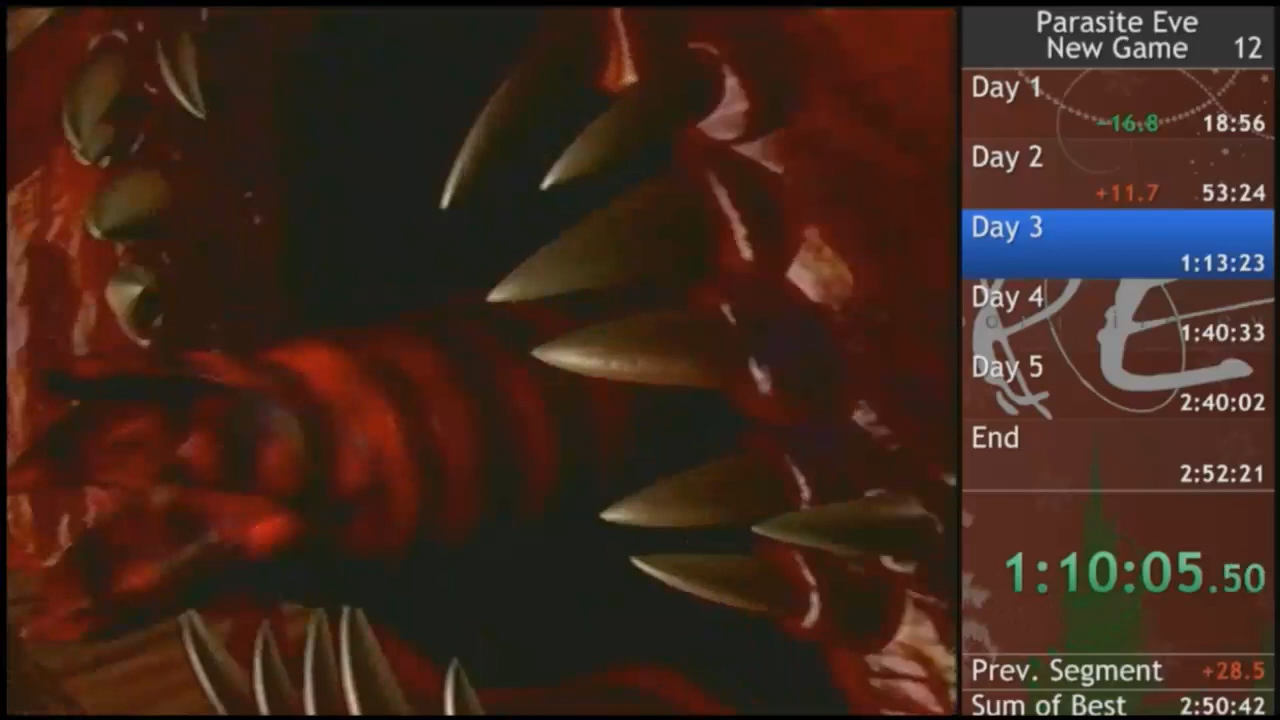 Parasite Eve
New Game 12
Day 1
-16.8 18:56
Day 2
+11.7 53:24
Day 3
1:13:23
Day 4
1:40:33
Day 5
2:40:02
End
2:52:21
1:10:05.50
Prev. Segment +28.5
Sum of Best 2:50:42